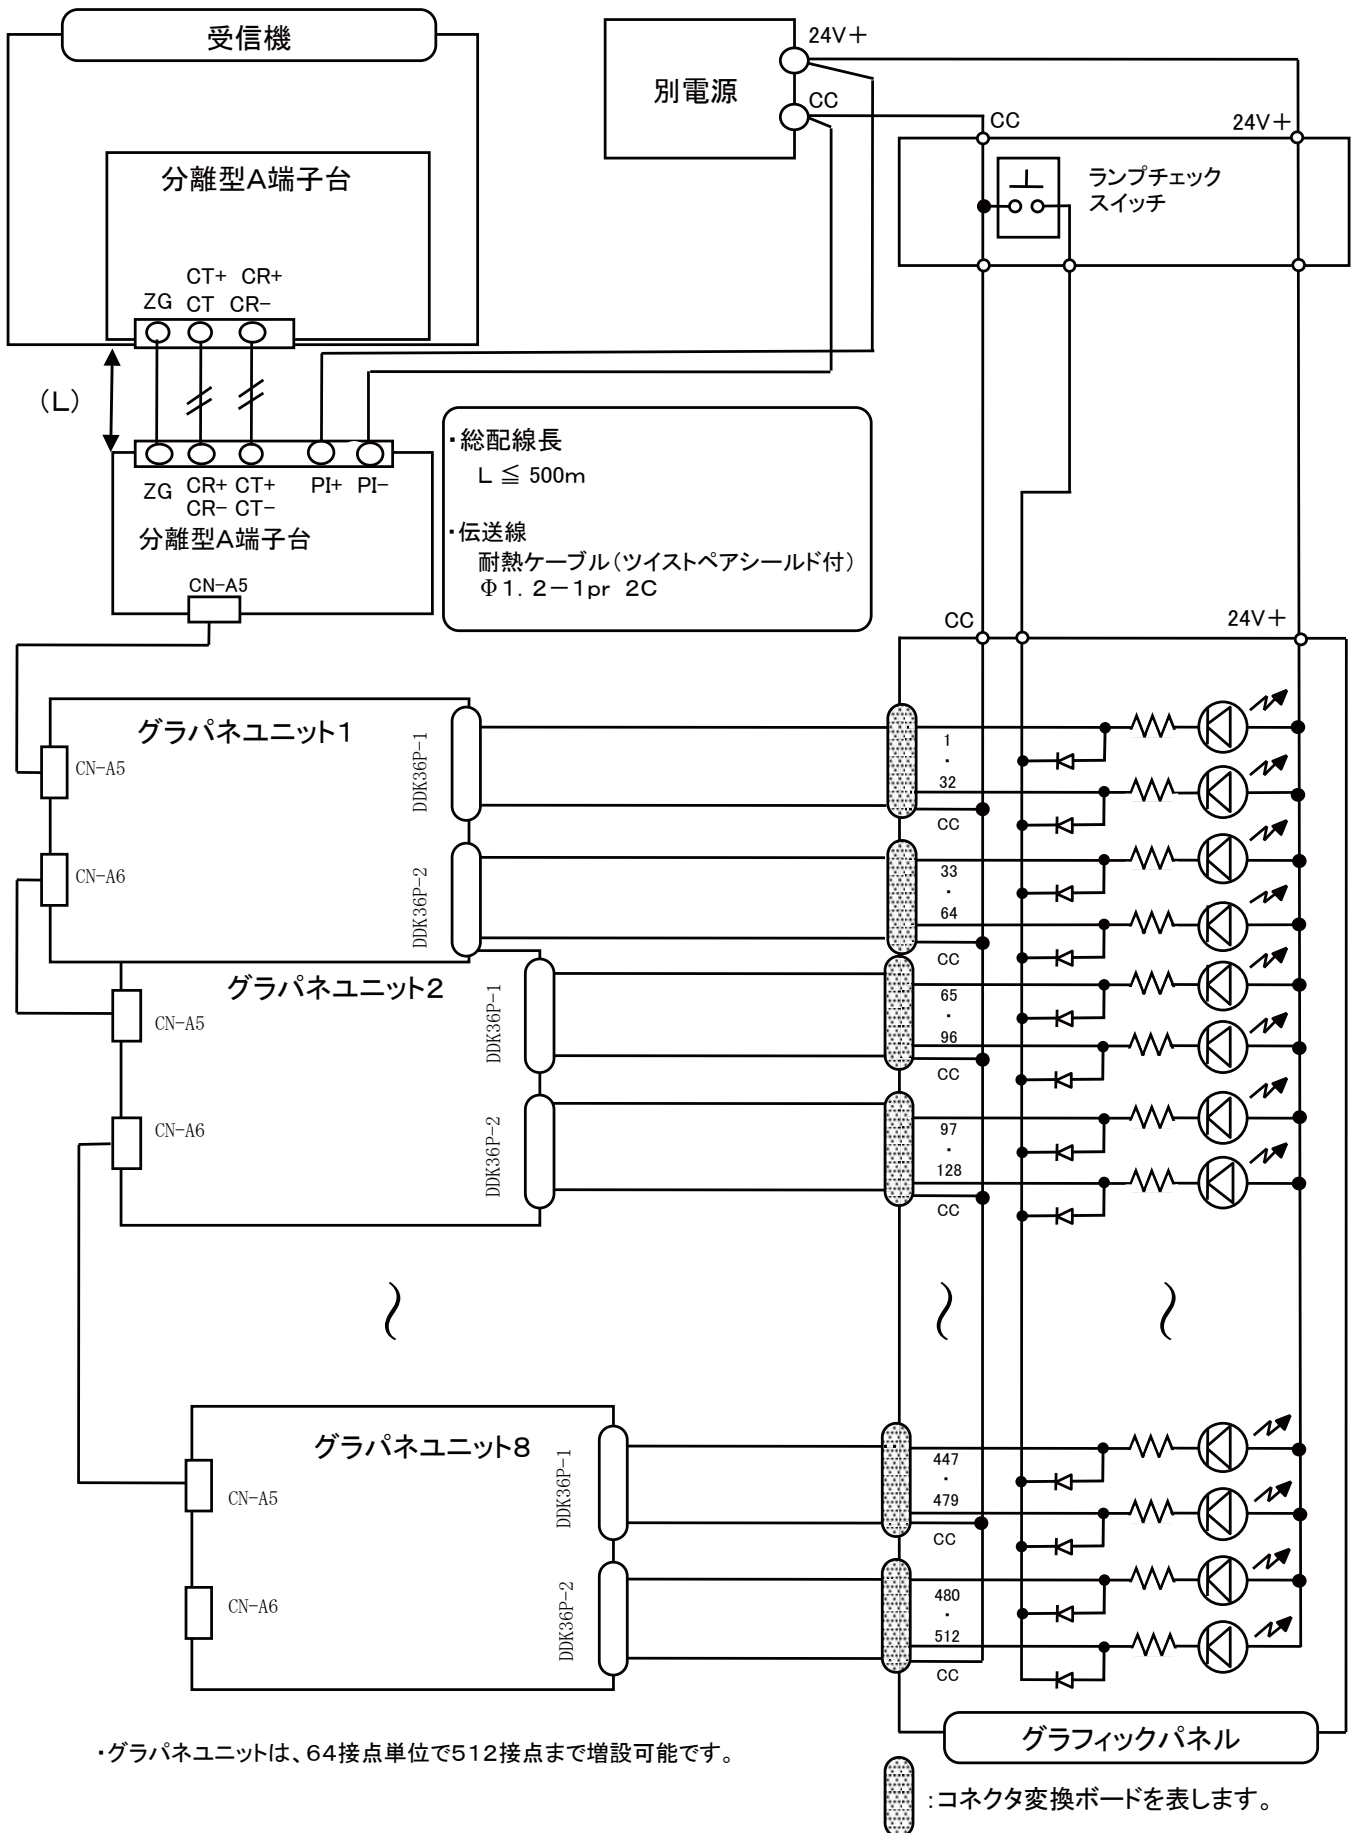 受信機
別電源
24V＋
CC
CC
24V＋
ランプチェック
スイッチ
分離型A端子台
CT+ CR+
ZG CT CR-
(L)
・総配線長
L ≦ 500m
・伝送線
耐熱ケーブル(ツイストペアシールド付)
Φ1.2－1pr 2C
ZG CR+ CT+ PI+ PI-
CR- CT-
分離型A端子台
CN-A5
CC
24V＋
グラパネユニット1
CN-A5
CN-A6
DDK36P-1
DDK36P-2
1
・
32
CC
33
・
64
CC
グラパネユニット2
CN-A5
CN-A6
DDK36P-1
DDK36P-2
65
・
96
CC
97
・
128
CC
～
～
～
グラパネユニット8
CN-A5
CN-A6
DDK36P-1
DDK36P-2
447
・
479
CC
480
・
512
CC
グラフィックパネル
・グラパネユニットは、64接点単位で512接点まで増設可能です。
:コネクタ変換ボードを表します。